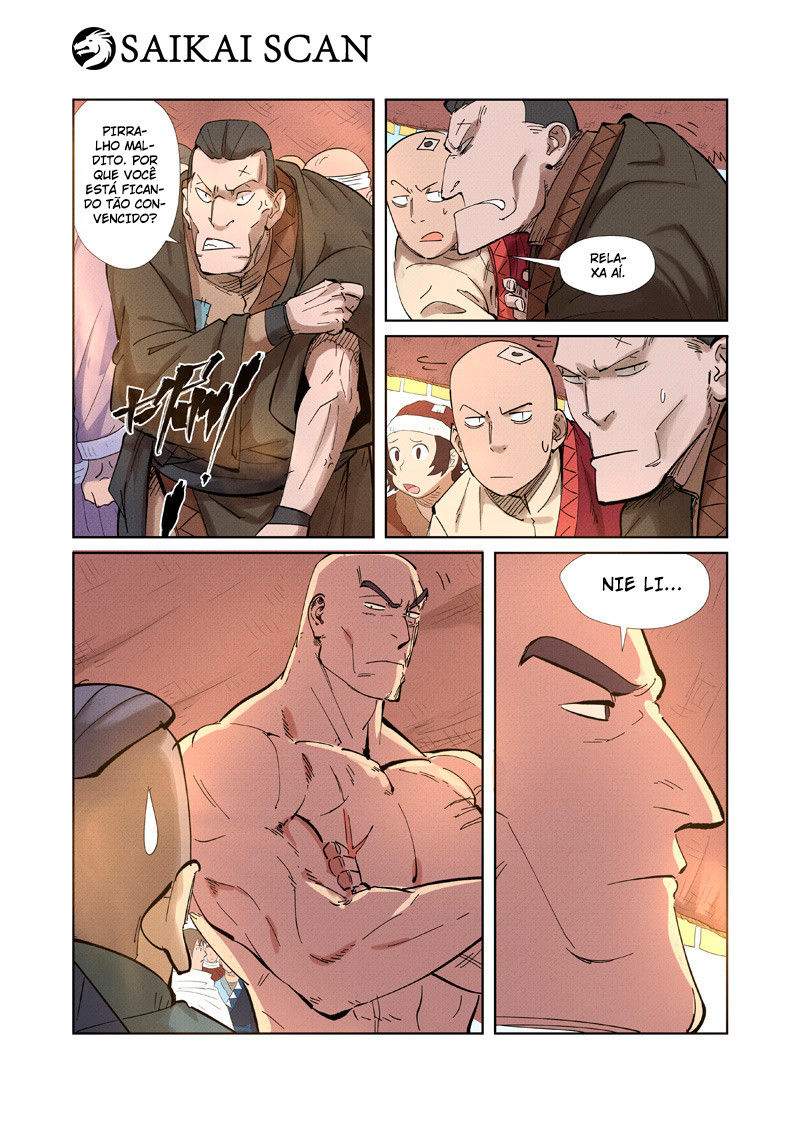 SAIKAI SCAN
PIRRA-
LHO MAL-
DITO. POR
QUE VOCÊ
ESTÁ FICAN-
DO TÃO CON-
VENCIDO?
RELA-
XA AÍ.
NIE LI...